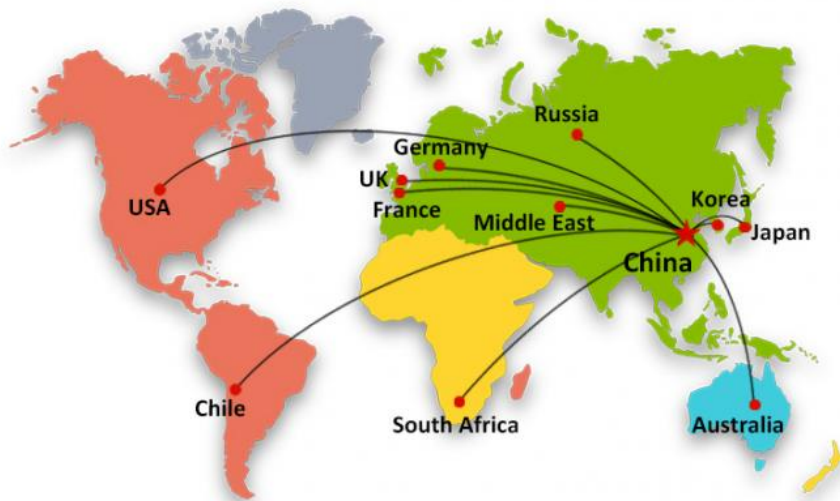 Russia
Germany
UK
USA
Korea
France
Middle East
Japan
China
Chile
South Africa
Australia